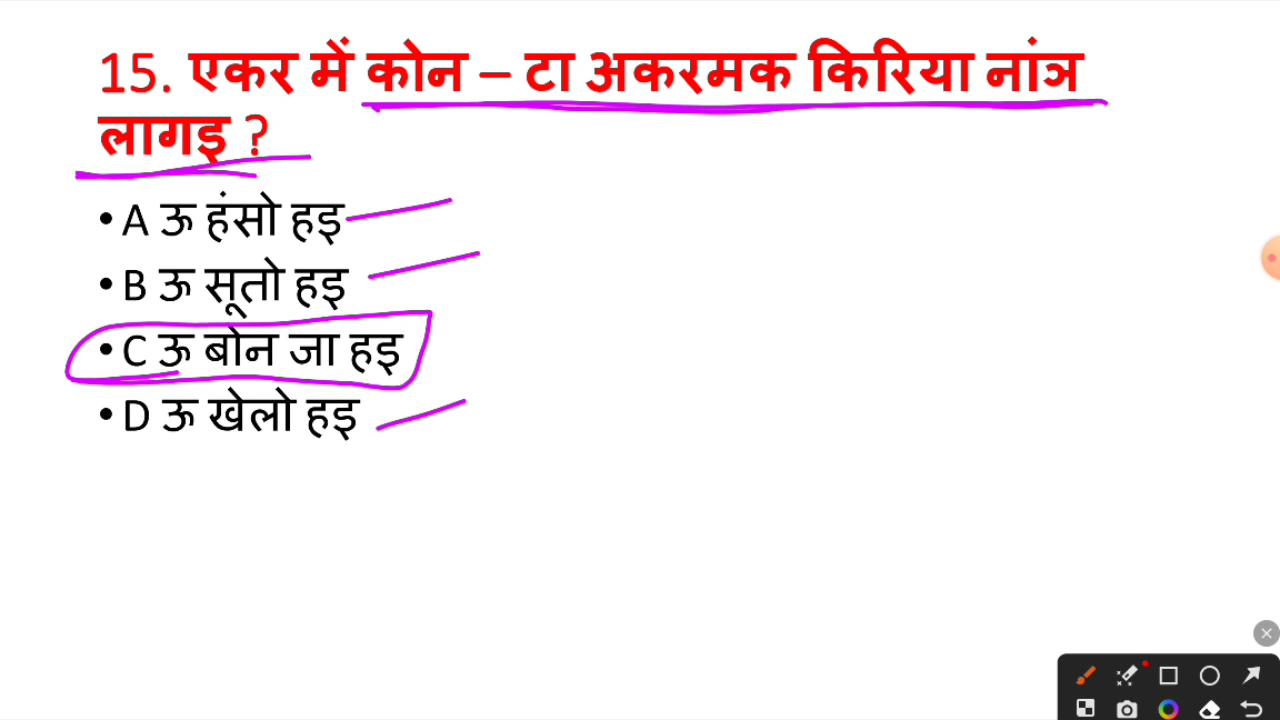 15. एकर में कोन – टा अकरमक किरिया नांञ
लागइ ?
• A ऊ हंसो हइ
• B ऊ सूतो हइ
• C ऊ बोन जा हइ
• D ऊ खेलो हइ